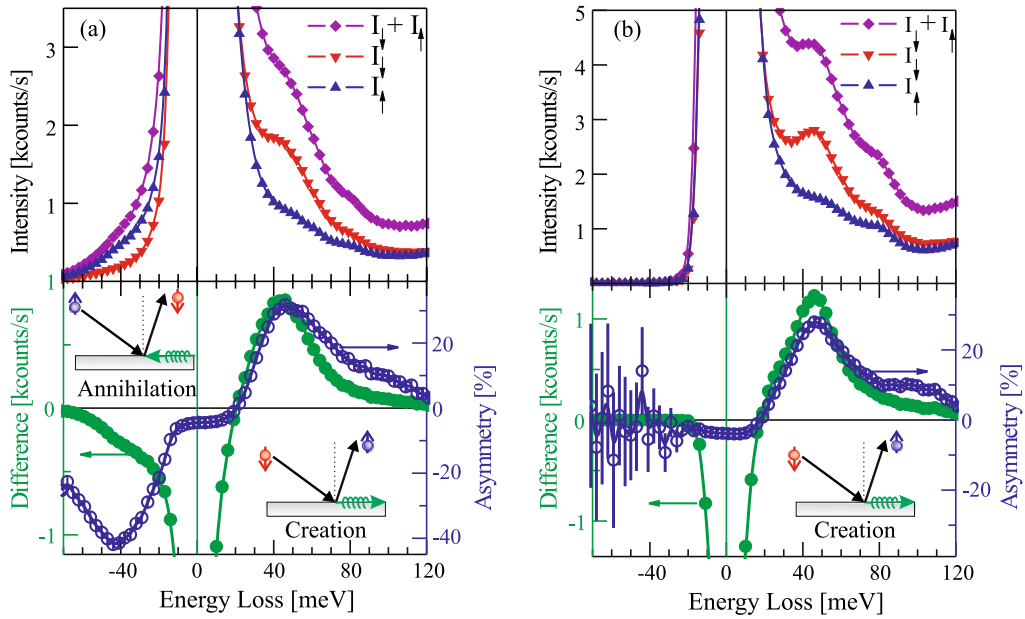 (a)
I↓ + I↑
I↓
I↑
3
2
1
Intensity [kcounts/s]
1
0
-1
Difference [kcounts/s]
Annihilation
Creation
20
0
-20
-40
Asymmetry [%]
-40
0
40
80
120
Energy Loss [meV]
(b)
I↓ + I↑
I↓
I↑
5
4
3
2
1
0
Intensity [kcounts/s]
1
0
-1
Difference [kcounts/s]
Creation
20
0
-20
Asymmetry [%]
-40
0
40
80
120
Energy Loss [meV]